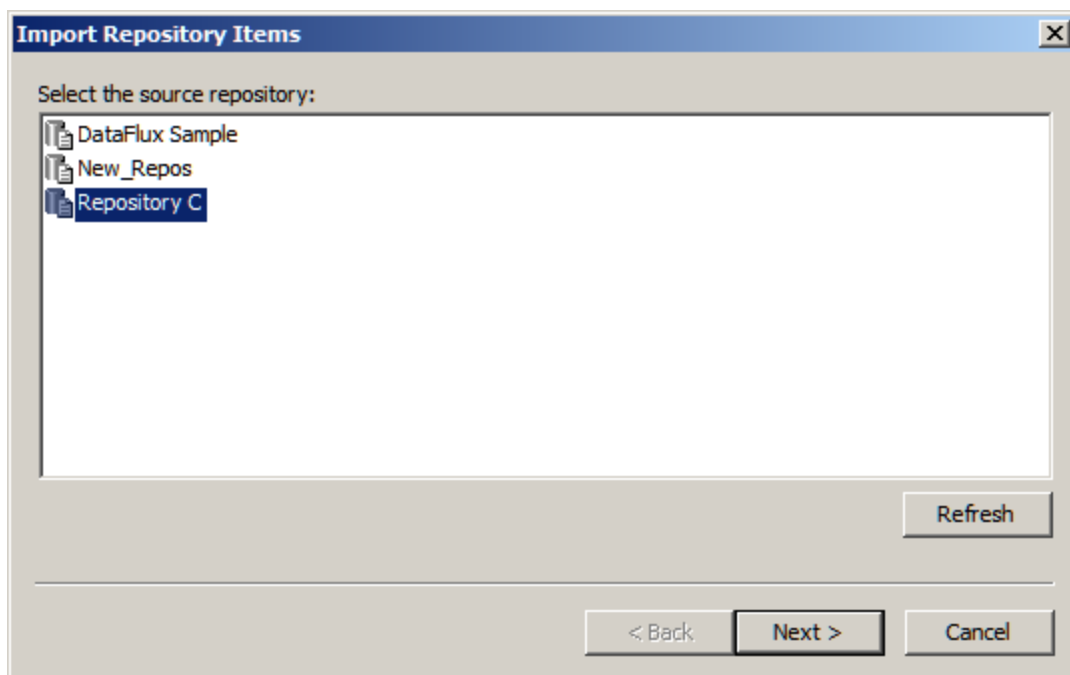 Import Repository Items
Select the source repository:
DataFlux Sample
New_Repos
Repository C
Refresh
< Back Next > Cancel